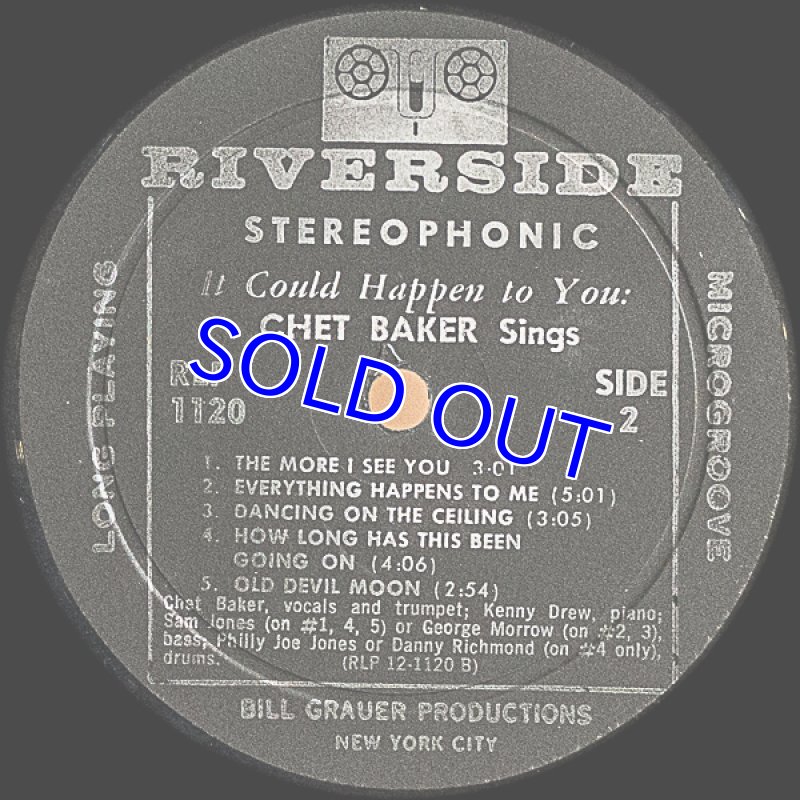 RIVERSIDE
STEREOPHONIC
It Could Happen to You:
CHET BAKER Sings
SOLD OUT
LONG PLAYING
MICROGROOVE
RLP
1120
SIDE
2
1. THE MORE I SEE YOU 3:01
2. EVERYTHING HAPPENS TO ME (5:01)
3. DANCING ON THE CEILING (3:05)
4. HOW LONG HAS THIS BEEN
GOING ON (4:06)
5. OLD DEVIL MOON (2:54)
Chet Baker, vocals and trumpet; Kenny Drew, piano;
Sam Jones (on #1, 4, 5) or George Morrow (on #2, 3),
bass; Philly Joe Jones or Danny Richmond (on #4 only),
drums. (RLP 12-1120 B)
BILL GRAUER PRODUCTIONS
NEW YORK CITY